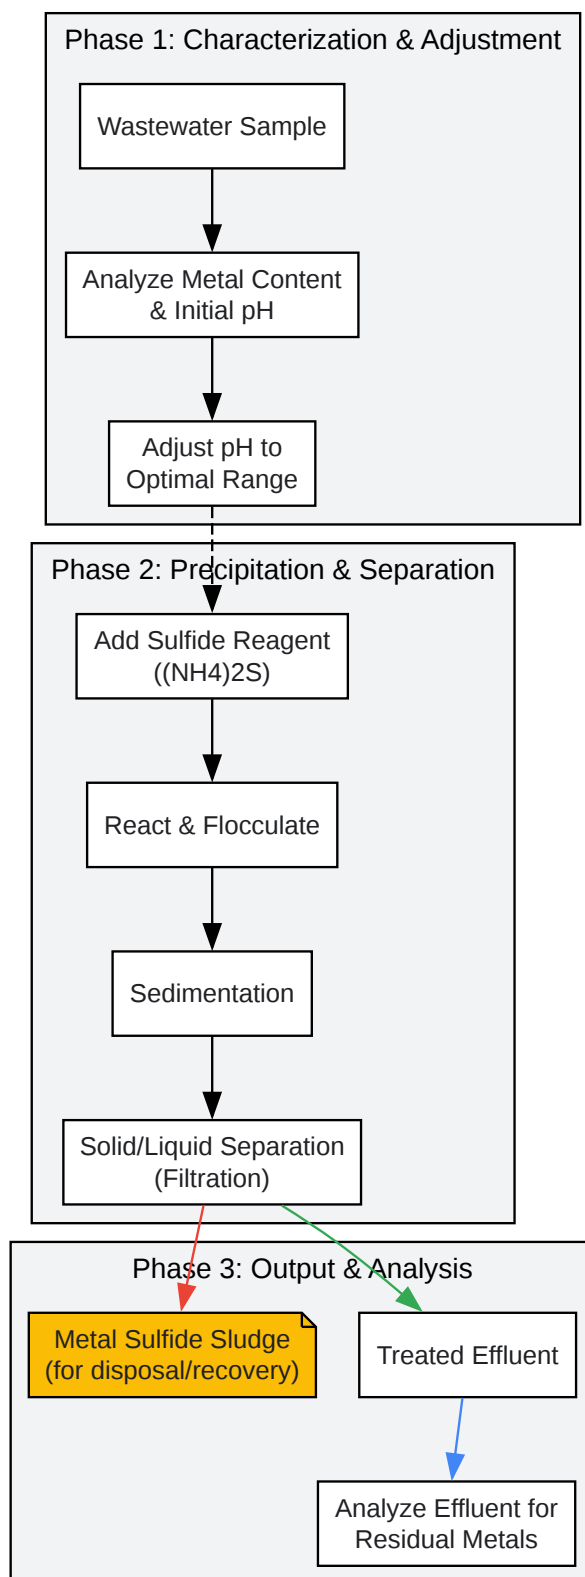 Phase 1: Characterization & Adjustment
Wastewater Sample
Analyze Metal Content
& Initial pH
Adjust pH to
Optimal Range
Phase 2: Precipitation & Separation
Add Sulfide Reagent
((NH4)2S)
React & Flocculate
Sedimentation
Solid/Liquid Separation
(Filtration)
Phase 3: Output & Analysis
Metal Sulfide Sludge
(for disposal/recovery)
Treated Effluent
Analyze Effluent for
Residual Metals